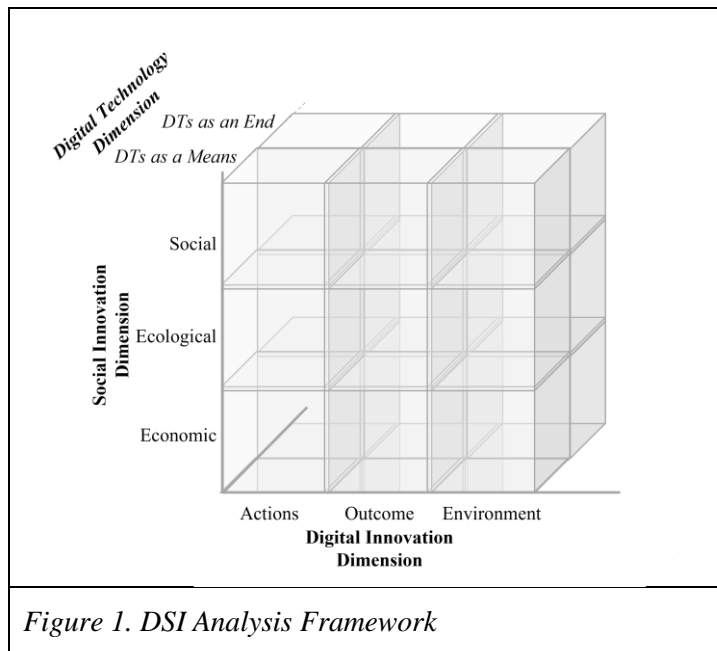 Digital Technology
Dimension
DTs as an End
DTs as a Means
Social Innovation
Dimension
Social
Ecological
Economic
Actions
Outcome
Environment
Digital Innovation
Dimension
Figure 1. DSI Analysis Framework